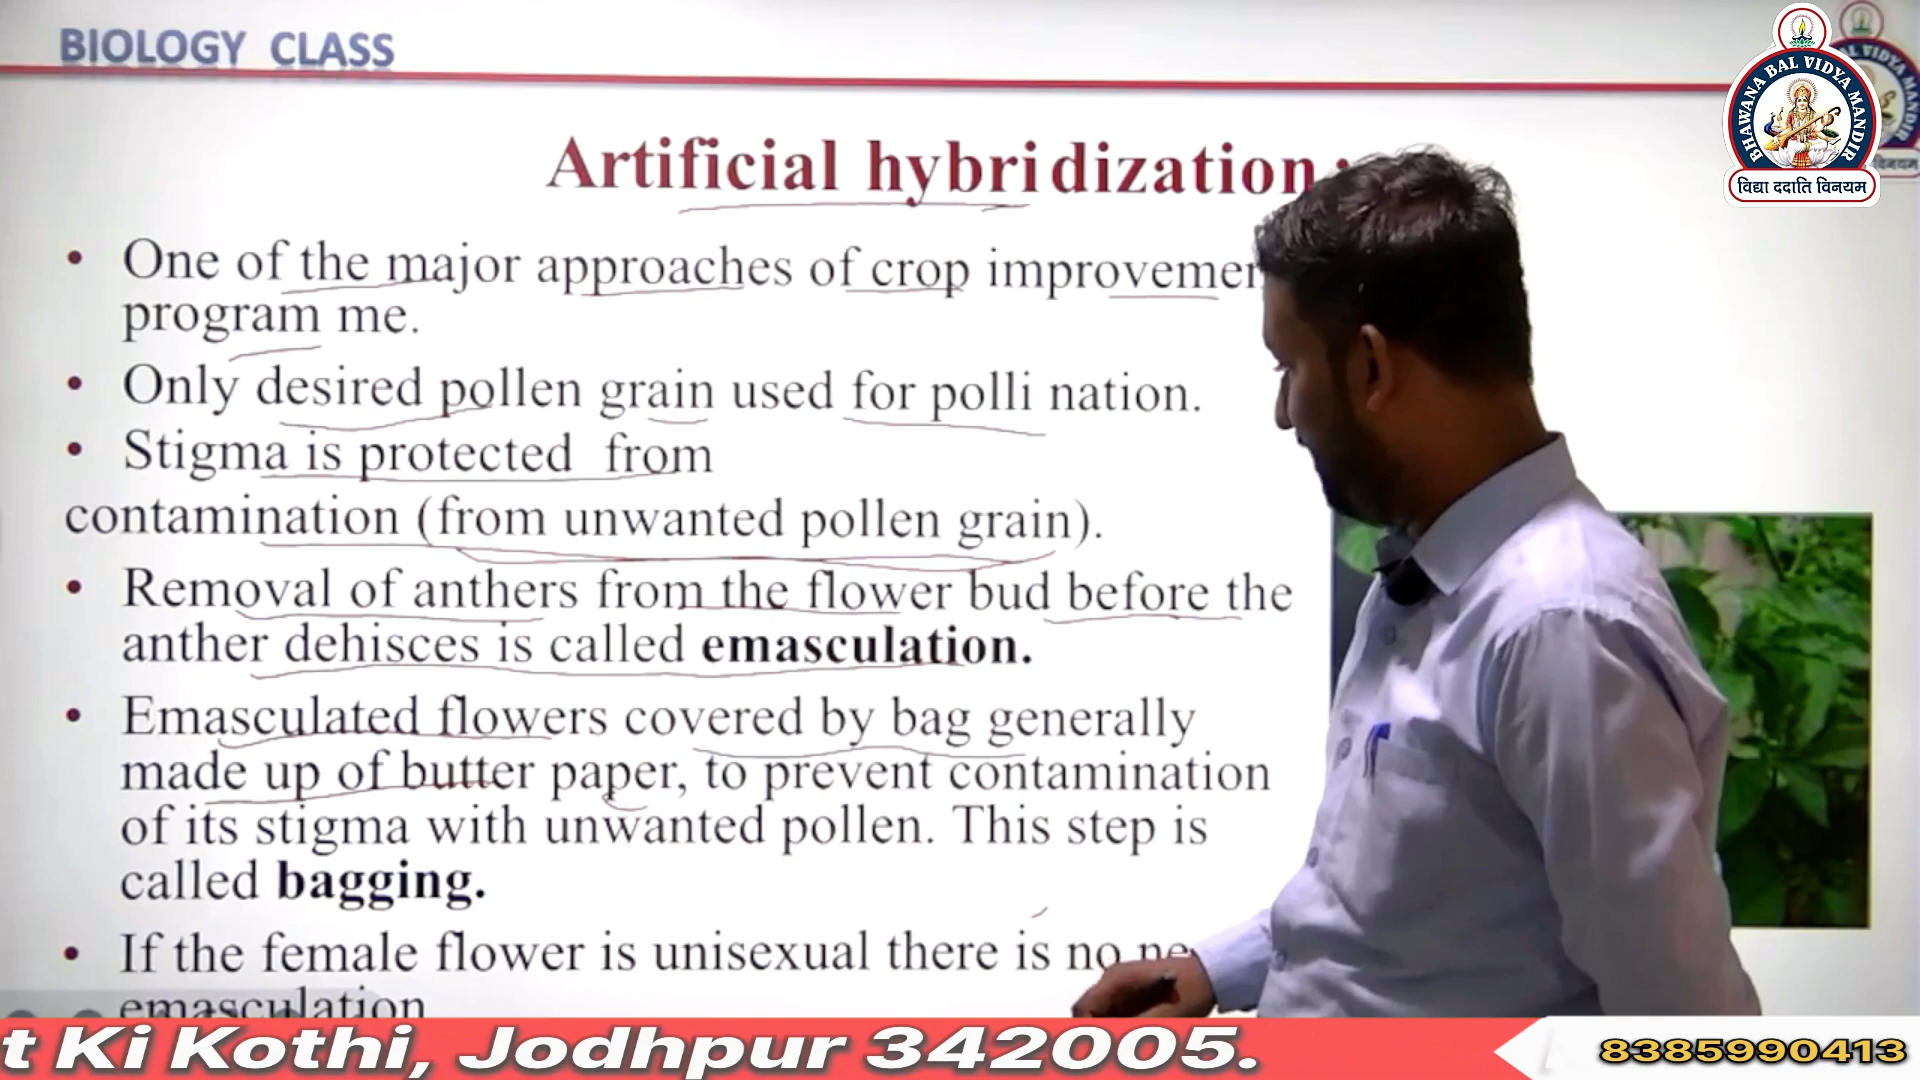 BIOLOGY CLASS
BHAWANA BAL VIDYA MANDIR
विद्या ददाति विनयम
Artificial hybridization
One of the major approaches of crop
program me.
Only desired pollen grain used for polli nation.
Stigma is protected from
contamination (from unwanted pollen grain).
Removal of anthers from the flower bud before the
anther dehisces is called emasculation.
Emasculated flowers covered by bag generally
made up of butter paper, to prevent contamination
of its stigma with unwanted pollen. This step is
called bagging.
If the female flower is unisexual there is no
emasculation
t Ki Kothi, Jodhpur 342005.
8385990413